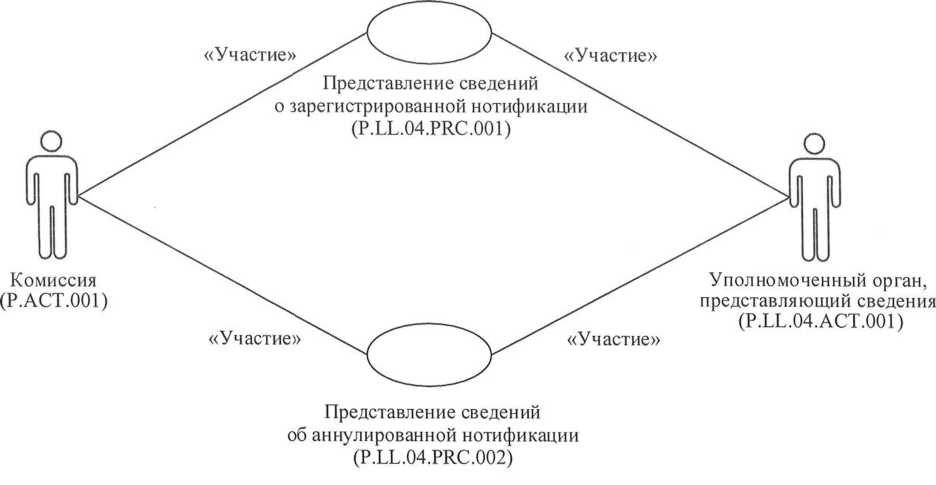 «Участие»
«Участие»
Представление сведений
о зарегистрированной нотификации
(P.LL.04.PRC.001)
Комиссия
(P.ACT.001)
Уполномоченный орган,
представляющий сведения
(P.LL.04.ACT.001)
«Участие»
«Участие»
Представление сведений
об аннулированной нотификации
(P.LL.04.PRC.002)